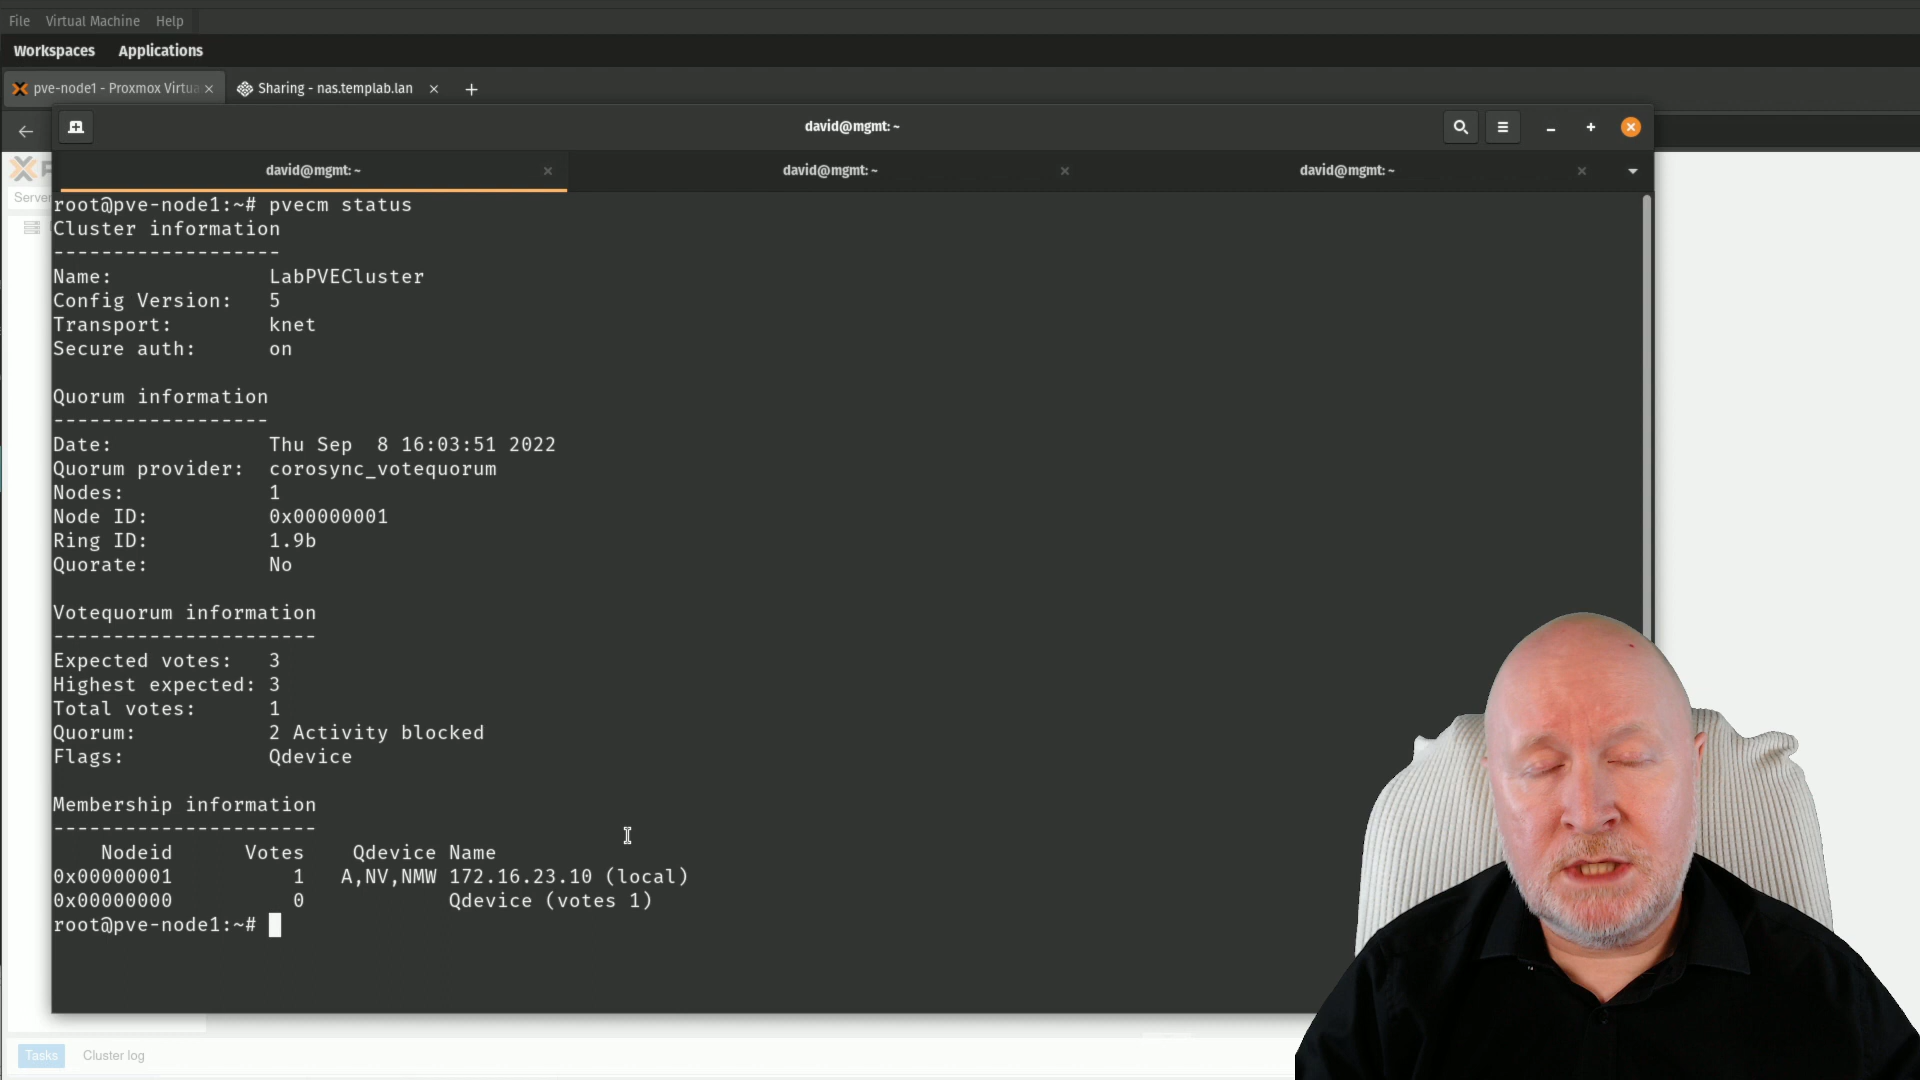 File Virtual Machine Help
Workspaces Applications
pve-node1 - Proxmox Virtua Sharing - nas.templab.lan
david@mgmt: ~
david@mgmt: ~ david@mgmt: ~ david@mgmt: ~
Server
root@pve-node1:~# pvecm status
Cluster information
-------------------
Name:             LabPVECluster
Config Version:   5
Transport:        knet
Secure auth:      on
Quorum information
------------------
Date:             Thu Sep  8 16:03:51 2022
Quorum provider:  corosync_votequorum
Nodes:            1
Node ID:          0x00000001
Ring ID:          1.9b
Quorate:          No
Votequorum information
----------------------
Expected votes:   3
Highest expected: 3
Total votes:      1
Quorum:           2 Activity blocked
Flags:            Qdevice
Membership information
----------------------
    Nodeid      Votes    Qdevice Name
0x00000001          1   A,NV,NMW 172.16.23.10 (local)
0x00000000          0            Qdevice (votes 1)
root@pve-node1:~#
Tasks Cluster log